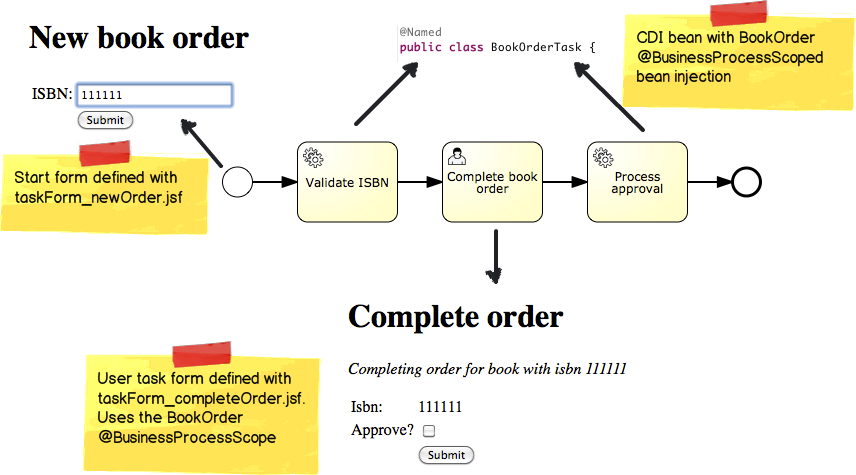 New book order
ISBN: 111111
Submit
@Named
public class BookOrderTask {
CDI bean with BookOrder
@BusinessProcessScoped
bean injection
Start form defined with
taskForm_newOrder.jsf
Validate ISBN
Complete book
order
Process
approval
Complete order
Completing order for book with isbn 111111
Isbn: 111111
Approve?
Submit
User task form defined with
taskForm_completeOrder.jsf.
Uses the BookOrder
@BusinessProcessScope